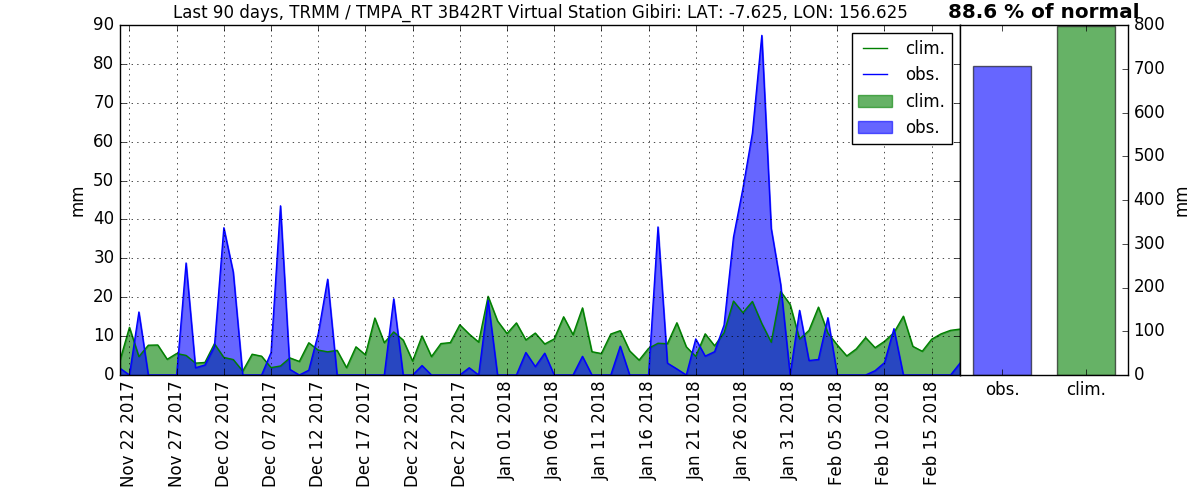 Last 90 days, TRMM / TMPA_RT 3B42RT Virtual Station Gibiri: LAT: -7.625, LON: 156.625
88.6 % of normal
90
80
70
60
50
40
30
20
10
0
mm
clim.
obs.
clim.
obs.
800
700
600
500
400
300
200
100
0
mm
Nov 22 2017
Nov 27 2017
Dec 02 2017
Dec 07 2017
Dec 12 2017
Dec 17 2017
Dec 22 2017
Dec 27 2017
Jan 01 2018
Jan 06 2018
Jan 11 2018
Jan 16 2018
Jan 21 2018
Jan 26 2018
Jan 31 2018
Feb 05 2018
Feb 10 2018
Feb 15 2018
obs.
clim.